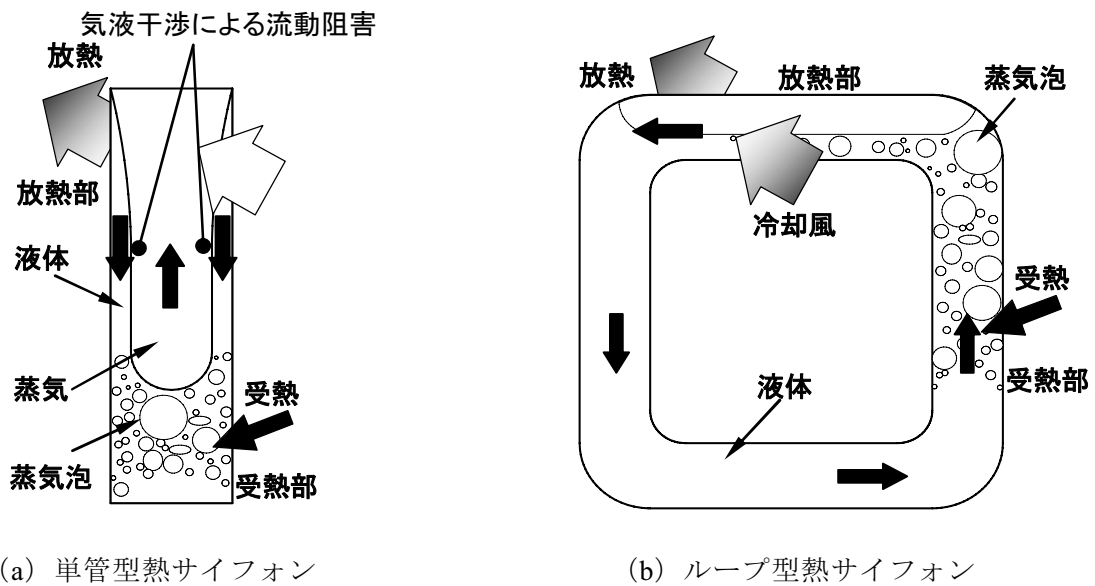 気液干渉による流動阻害
放熱
放熱部
液体
蒸気
蒸気泡
受熱
受熱部
(a) 単管型熱サイフォン
放熱
放熱部
蒸気泡
冷却風
受熱
受熱部
液体
(b) ループ型熱サイフォン